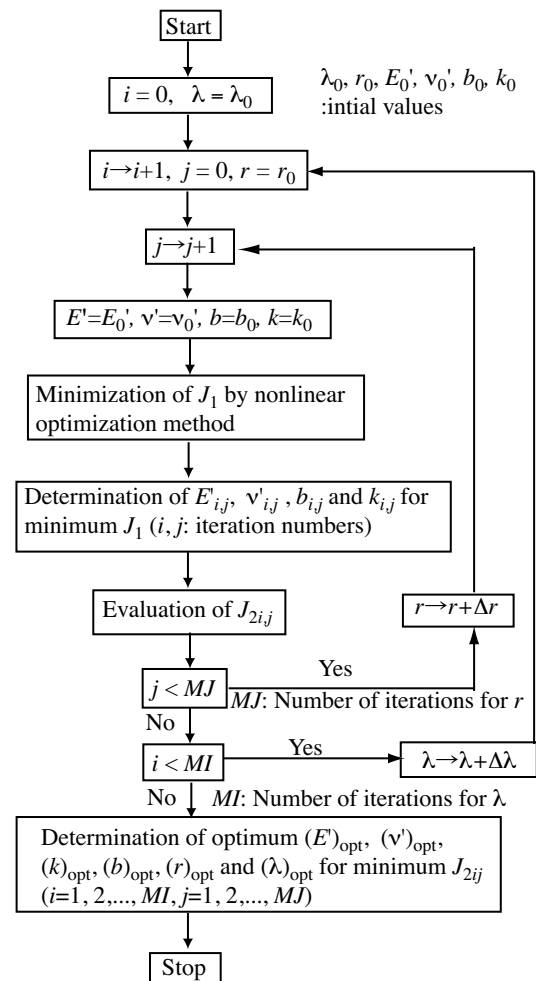 Start
i = 0, λ = λ₀
λ₀, r₀, E₀', ν₀', b₀, k₀
:intial values
i→i+1, j = 0, r = r₀
j→j+1
E'=E₀', ν'=ν₀', b=b₀, k=k₀
Minimization of J₁ by nonlinear
optimization method
Determination of E'ᵢ,ⱼ, ν'ᵢ,ⱼ , bᵢ,ⱼ and kᵢ,ⱼ for
minimum J₁ (i, j: iteration numbers)
Evaluation of J₂ᵢ,ⱼ
r→r+Δr
j < MJ
Yes
MJ: Number of iterations for r
No
i < MI
Yes
λ→λ+Δλ
No
MI: Number of iterations for λ
Determination of optimum (E')opt, (ν')opt,
(k)opt, (b)opt, (r)opt and (λ)opt for minimum J₂ᵢⱼ
(i=1, 2,..., MI, j=1, 2,..., MJ)
Stop